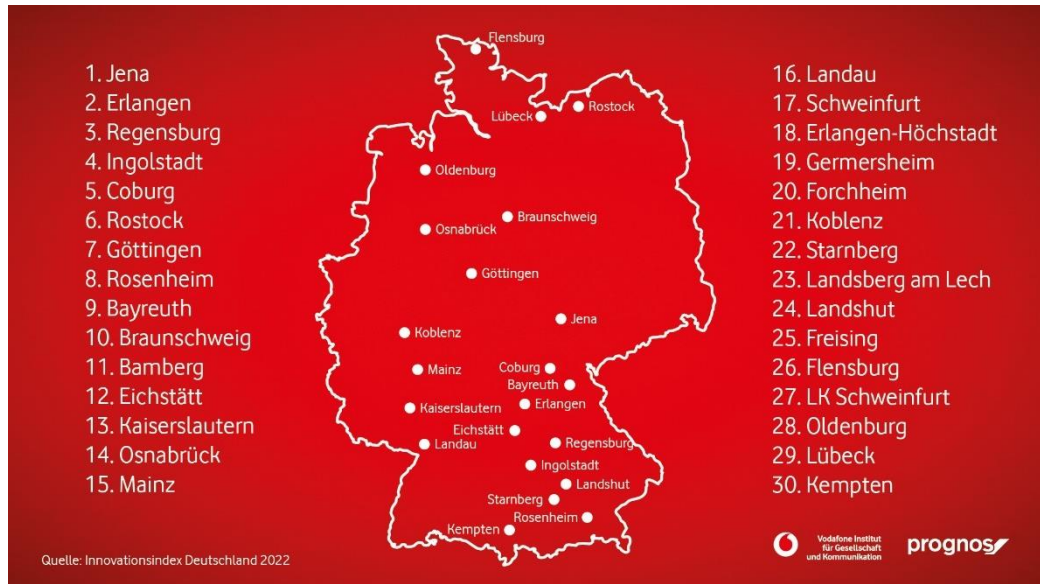 1. Jena
2. Erlangen
3. Regensburg
4. Ingolstadt
5. Coburg
6. Rostock
7. Göttingen
8. Rosenheim
9. Bayreuth
10. Braunschweig
11. Bamberg
12. Eichstätt
13. Kaiserslautern
14. Osnabrück
15. Mainz
Flensburg
Rostock
Lübeck
Oldenburg
Braunschweig
Osnabrück
Göttingen
Jena
Koblenz
Coburg
Mainz
Bayreuth
Erlangen
Kaiserslautern
Eichstätt
Landau
Regensburg
Ingolstadt
Landshut
Starnberg
Rosenheim
Kempten
16. Landau
17. Schweinfurt
18. Erlangen-Höchstadt
19. Germersheim
20. Forchheim
21. Koblenz
22. Starnberg
23. Landsberg am Lech
24. Landshut
25. Freising
26. Flensburg
27. LK Schweinfurt
28. Oldenburg
29. Lübeck
30. Kempten
Quelle: Innovationsindex Deutschland 2022
Vodafone Institut
für Gesellschaft
und Kommunikation
prognos